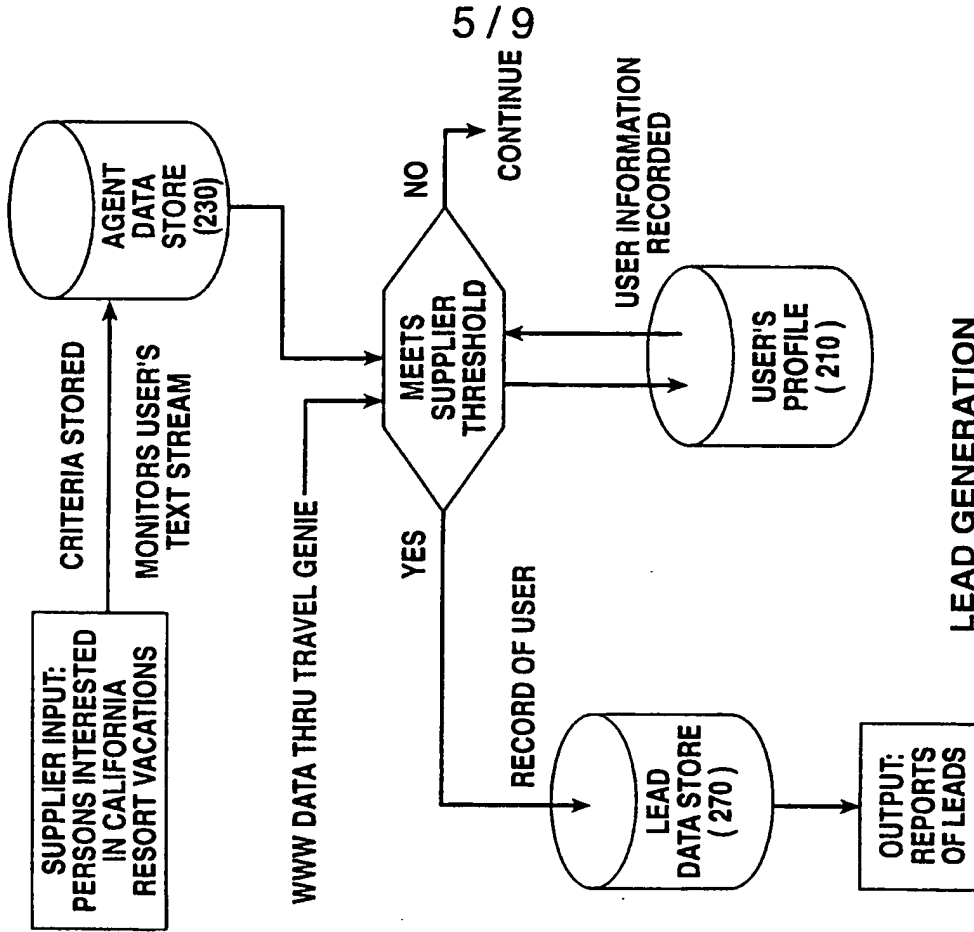 5 / 9
SUPPLIER INPUT:
PERSONS INTERESTED
IN CALIFORNIA
RESORT VACATIONS
CRITERIA STORED
MONITORS USER'S
TEXT STREAM
AGENT
DATA
STORE
(230)
WWW DATA THRU TRAVEL GENIE
MEETS
SUPPLIER
THRESHOLD
YES
NO
CONTINUE
RECORD OF USER
USER INFORMATION
RECORDED
USER'S
PROFILE
(210)
LEAD
DATA STORE
(270)
OUTPUT:
REPORTS
OF LEADS
LEAD GENERATION